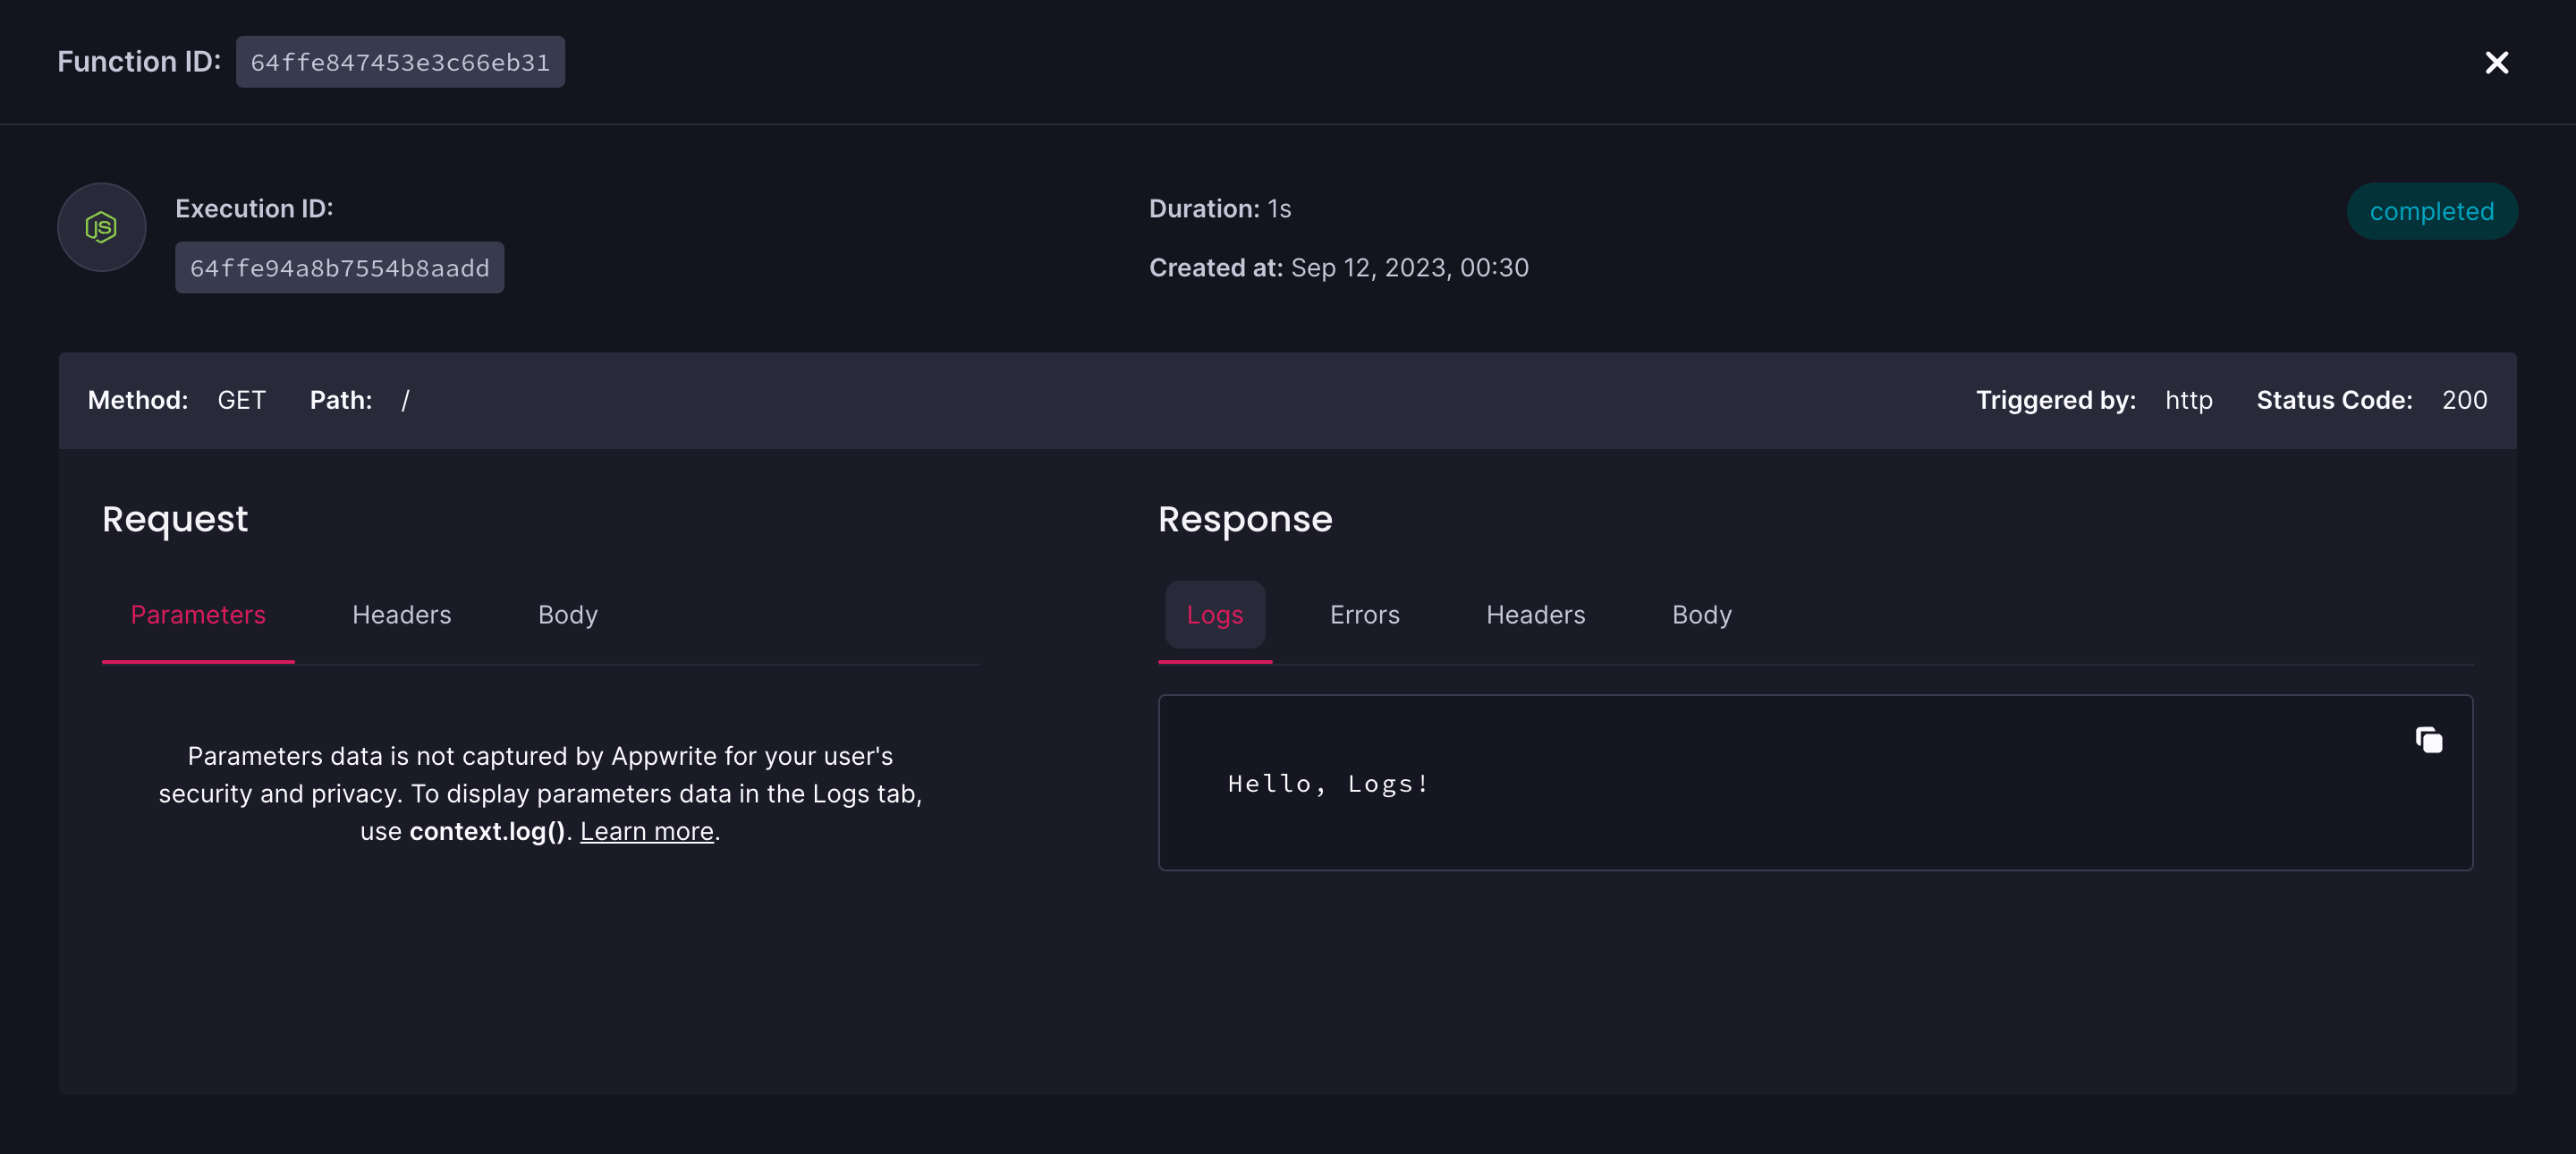 Function ID: 64ffe847453e3c66eb31
JS
Execution ID:
64ffe94a8b7554b8aadd
Duration: 1s
Created at: Sep 12, 2023, 00:30
completed
Method: GET Path: / Triggered by: http Status Code: 200
Request
Parameters Headers Body
Parameters data is not captured by Appwrite for your user's
security and privacy. To display parameters data in the Logs tab,
use context.log(). Learn more.
Response
Logs Errors Headers Body
Hello, Logs!